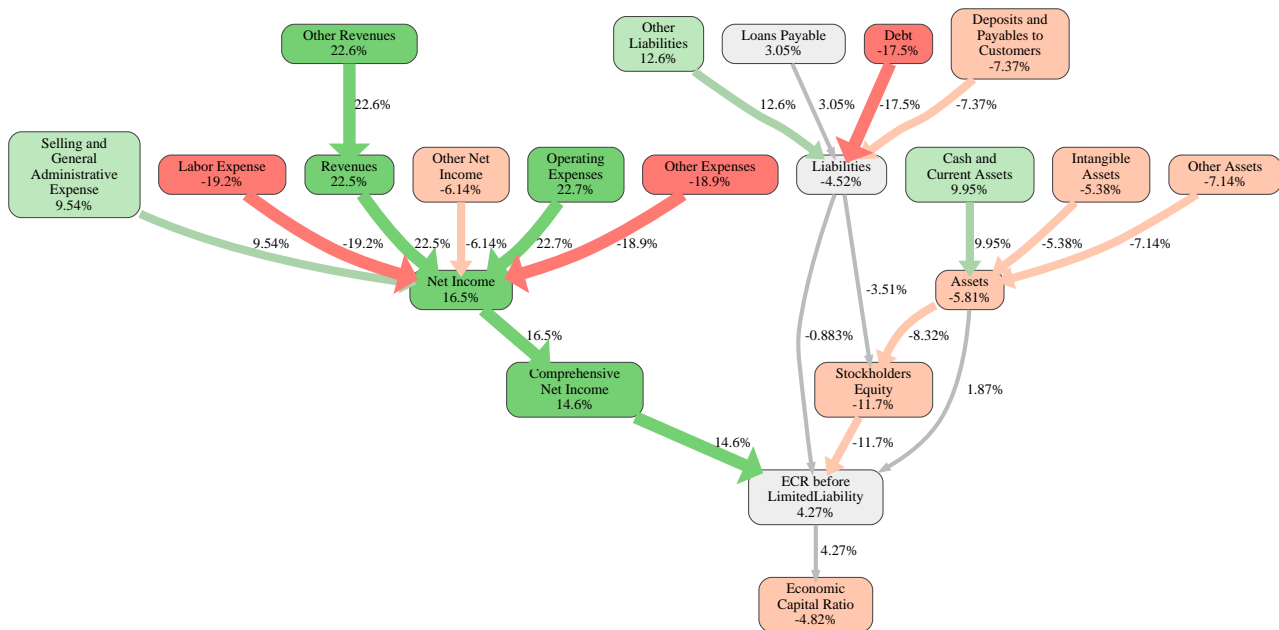 Other Revenues
22.6%
Other
Liabilities
12.6%
Loans Payable
3.05%
Debt
-17.5%
Deposits and
Payables to
Customers
-7.37%
22.6%
12.6%
3.05%
-17.5%
-7.37%
Selling and
General
Administrative
Expense
9.54%
Labor Expense
-19.2%
Revenues
22.5%
Other Net
Income
-6.14%
Operating
Expenses
22.7%
Other Expenses
-18.9%
Liabilities
-4.52%
Cash and
Current Assets
9.95%
Intangible
Assets
-5.38%
Other Assets
-7.14%
9.54%
-19.2%
22.5%
-6.14%
22.7%
-18.9%
9.95%
-5.38%
-7.14%
Net Income
16.5%
-3.51%
Assets
-5.81%
16.5%
-0.883%
-8.32%
Comprehensive
Net Income
14.6%
Stockholders
Equity
-11.7%
1.87%
14.6%
-11.7%
ECR before
LimitedLiability
4.27%
4.27%
Economic
Capital Ratio
-4.82%